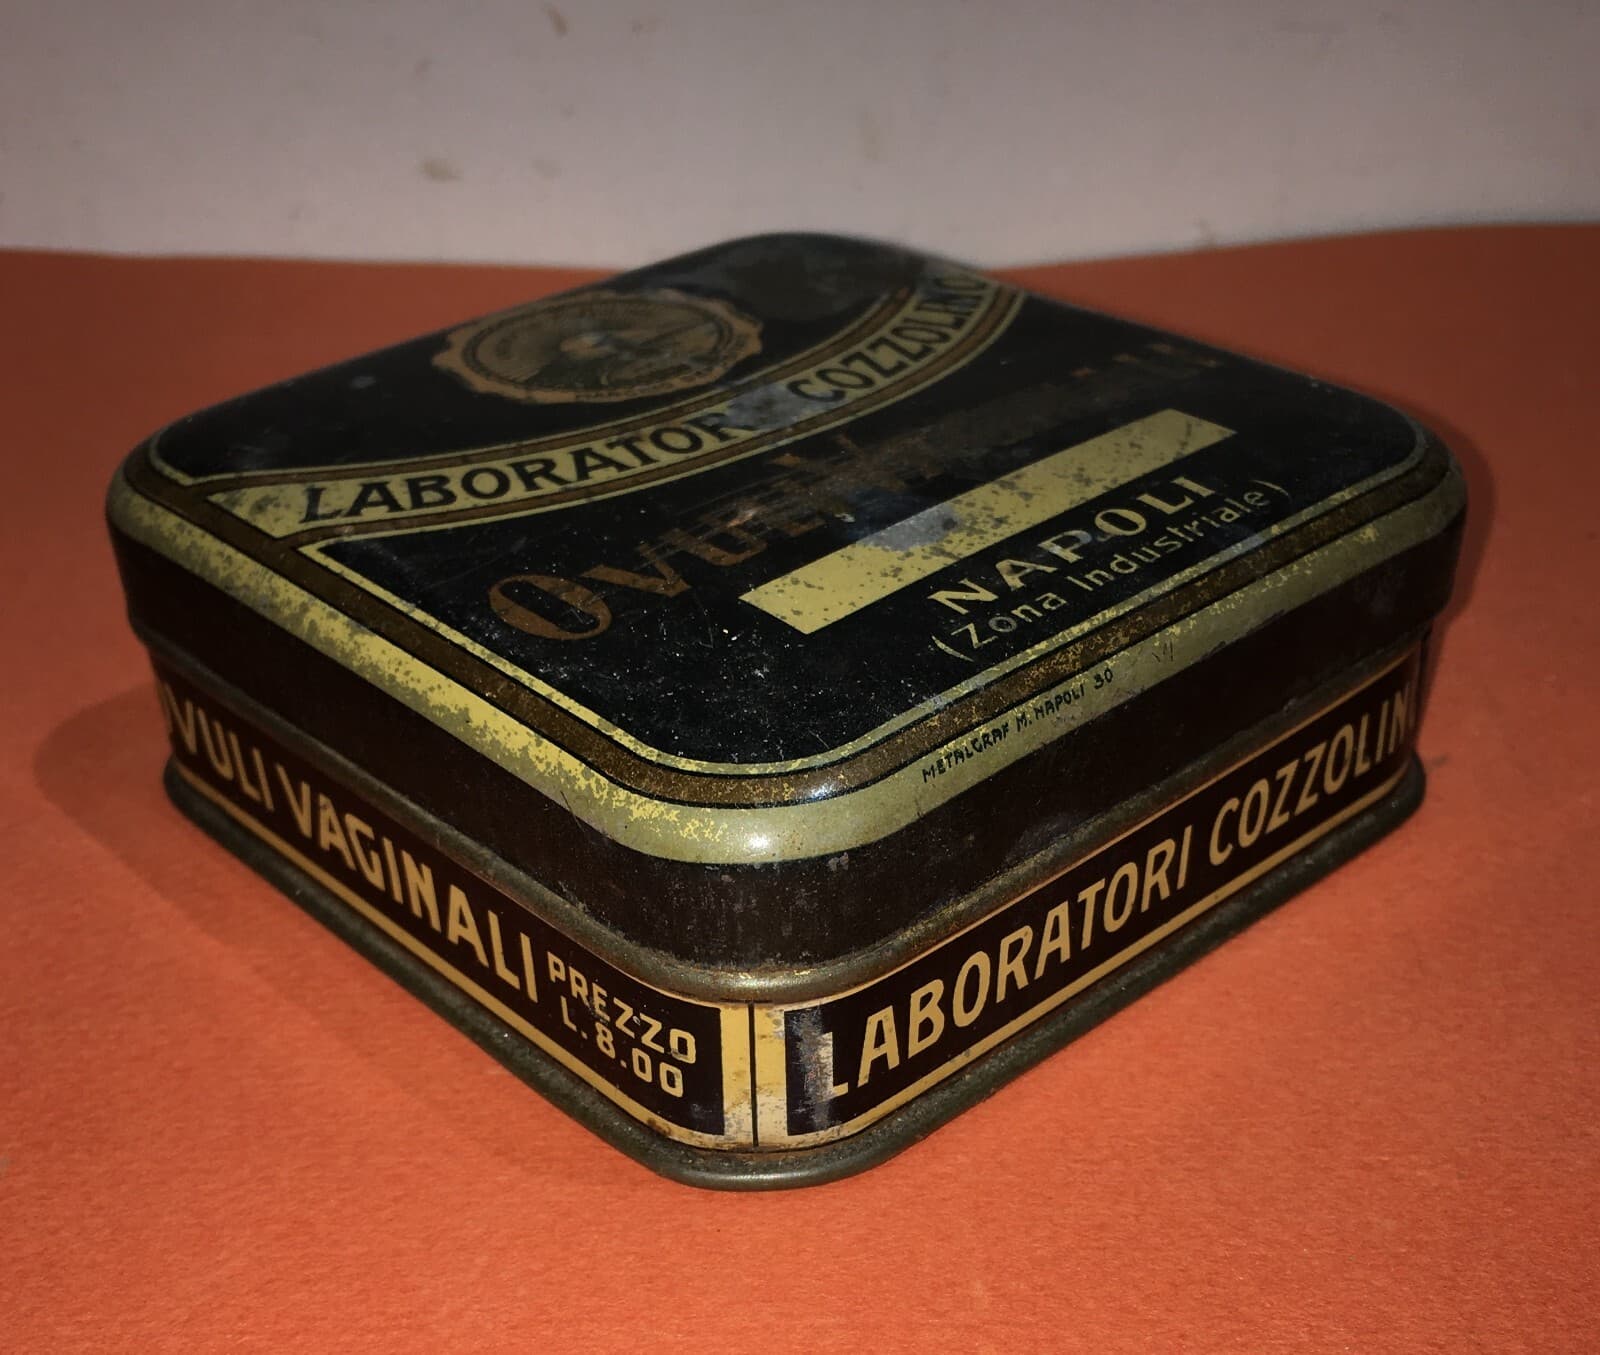 LABORATORI COZZOLINO
NAPOLI
(Zona Industriale)
METALGRAF M. NAPOLI 30
OVULI VAGINALI
PREZZO
L. 8.00
LABORATORI COZZOLINO